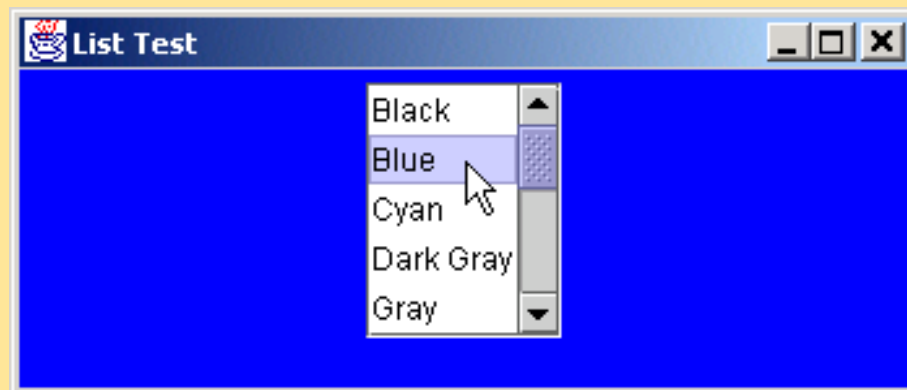 List Test
Black
Blue
Cyan
Dark Gray
Gray